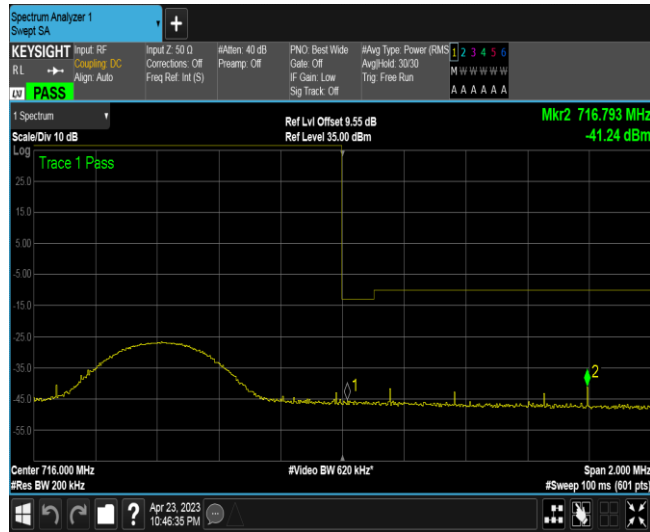 Spectrum Analyzer 1
Swept SA
+
KEYSIGHT Input: RF Input Z: 50 Ω #Atten: 40 dB PNO: Best Wide #Avg Type: Power (RMS 1 2 3 4 5 6
RL Coupling: DC Corrections: Off Preamp: Off Gate: Off Avg|Hold: 30/30 M W W W W W
Align: Auto Freq Ref: Int (S) IF Gain: Low Trig: Free Run
LXI PASS Sig Track: Off A A A A A A
1 Spectrum Ref Lvl Offset 9.55 dB Mkr2 716.793 MHz
Scale/Div 10 dB Ref Level 35.00 dBm -41.24 dBm
Log
Trace 1 Pass
25.0
15.0
5.00
-5.00
-15.0
-25.0
-35.0
2
1
-45.0
-55.0
Center 716.000 MHz #Video BW 620 kHz* Span 2.000 MHz
#Res BW 200 kHz #Sweep 100 ms (601 pts)
? Apr 23, 2023
10:46:35 PM